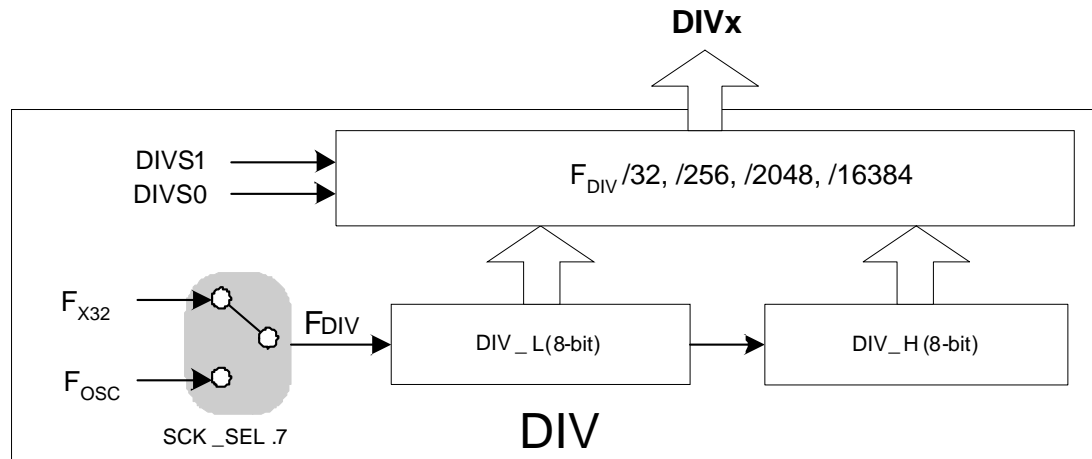 DIVx
DIVS1
DIVS0
FDIV /32, /256, /2048, /16384
FX32
FOSC
SCK _SEL .7
FDIV
DIV _ L(8-bit)
DIV_ H (8-bit)
DIV